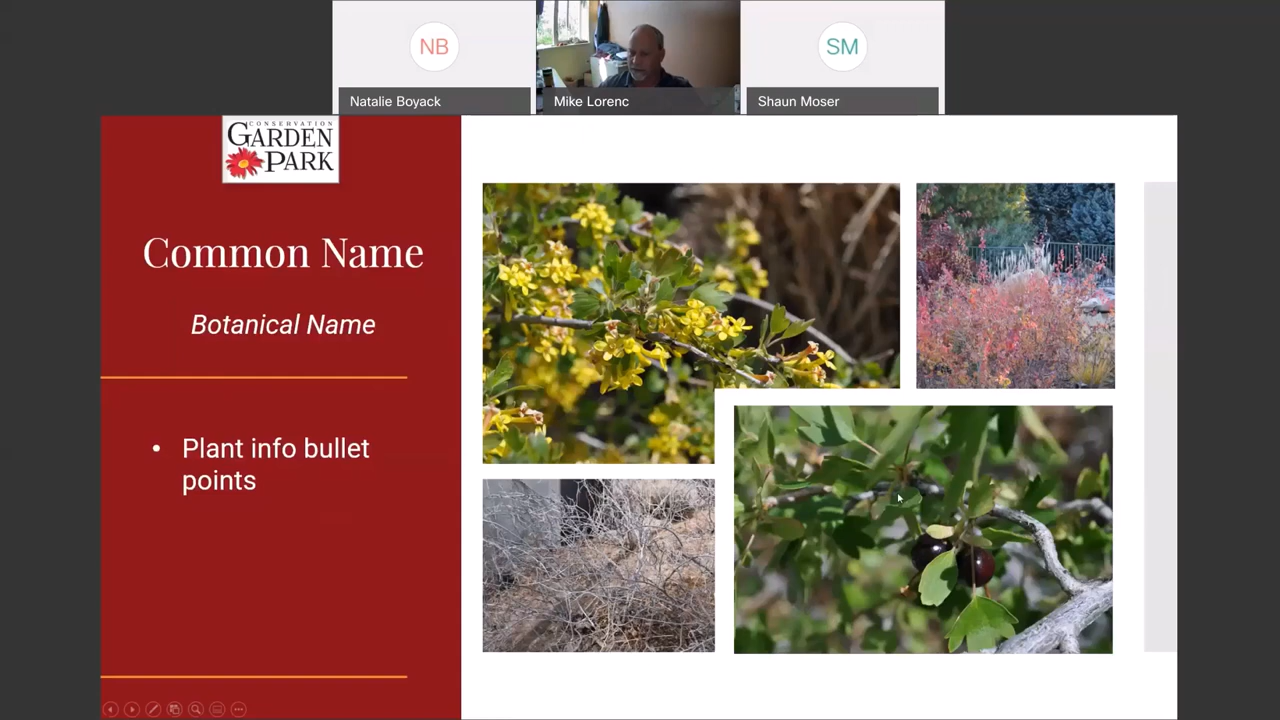 NB
SM
Natalie Boyack
Mike Lorenc
Shaun Moser
CONSERVATION
GARDEN
PARK
Common Name
Botanical Name
• Plant info bullet
points